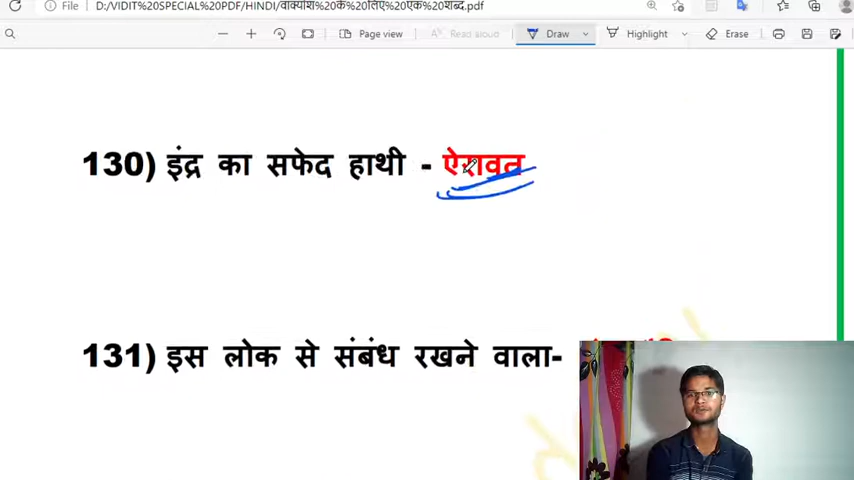 File
D:/VIDIT%20SPECIAL%20PDF/HINDI/वाक्यांश%20के%20लिए%20एक%20शब्द.pdf
Page view
Read aloud
Draw
Highlight
Erase
130) इंद्र का सफेद हाथी - ऐरावत
131) इस लोक से संबंध रखने वाला-